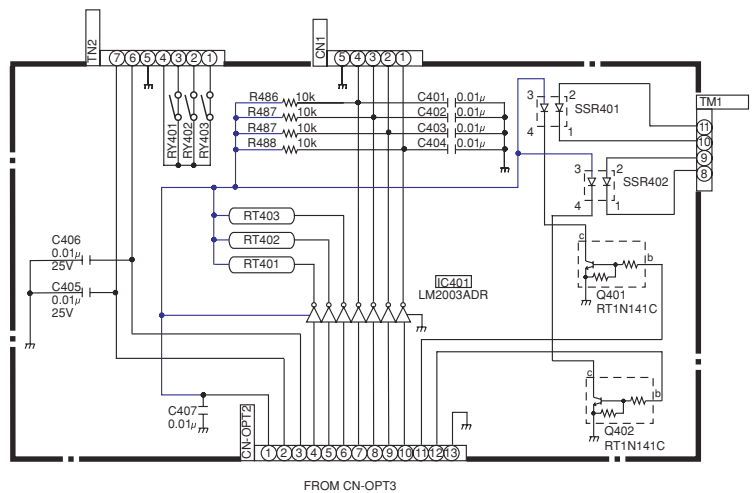 TN2
7 6 5 4 3 2 1
CN1
5 4 3 2 1
RY401
RY402
RY403
R486 10k
R487 10k
R487 10k
R488 10k
C401 0.01μ
C402 0.01μ
C403 0.01μ
C404 0.01μ
3 2
4 1
SSR401
TM1
11
10
9
8
3 2
4 1
SSR402
RT403
RT402
RT401
C406
0.01μ
25V
C405
0.01μ
25V
IC401
LM2003ADR
c
b
Q401
RT1N141C
c
b
Q402
RT1N141C
C407
0.01μ
CN-OPT2
1 2 3 4 5 6 7 8 9 10 11 12 13
FROM CN-OPT3